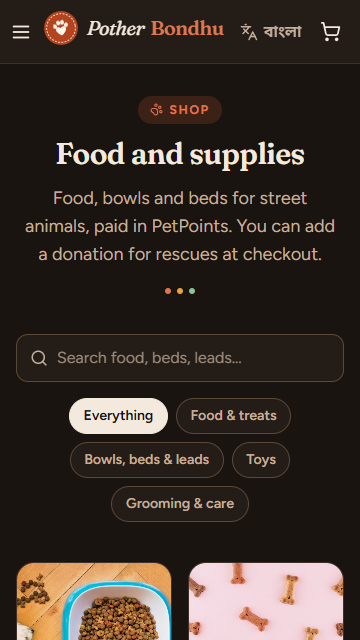 Pother Bondhu
বাংলা
SHOP
Food and supplies
Food, bowls and beds for street
animals, paid in PetPoints. You can add
a donation for rescues at checkout.
Search food, beds, leads...
Everything
Food & treats
Bowls, beds & leads
Toys
Grooming & care